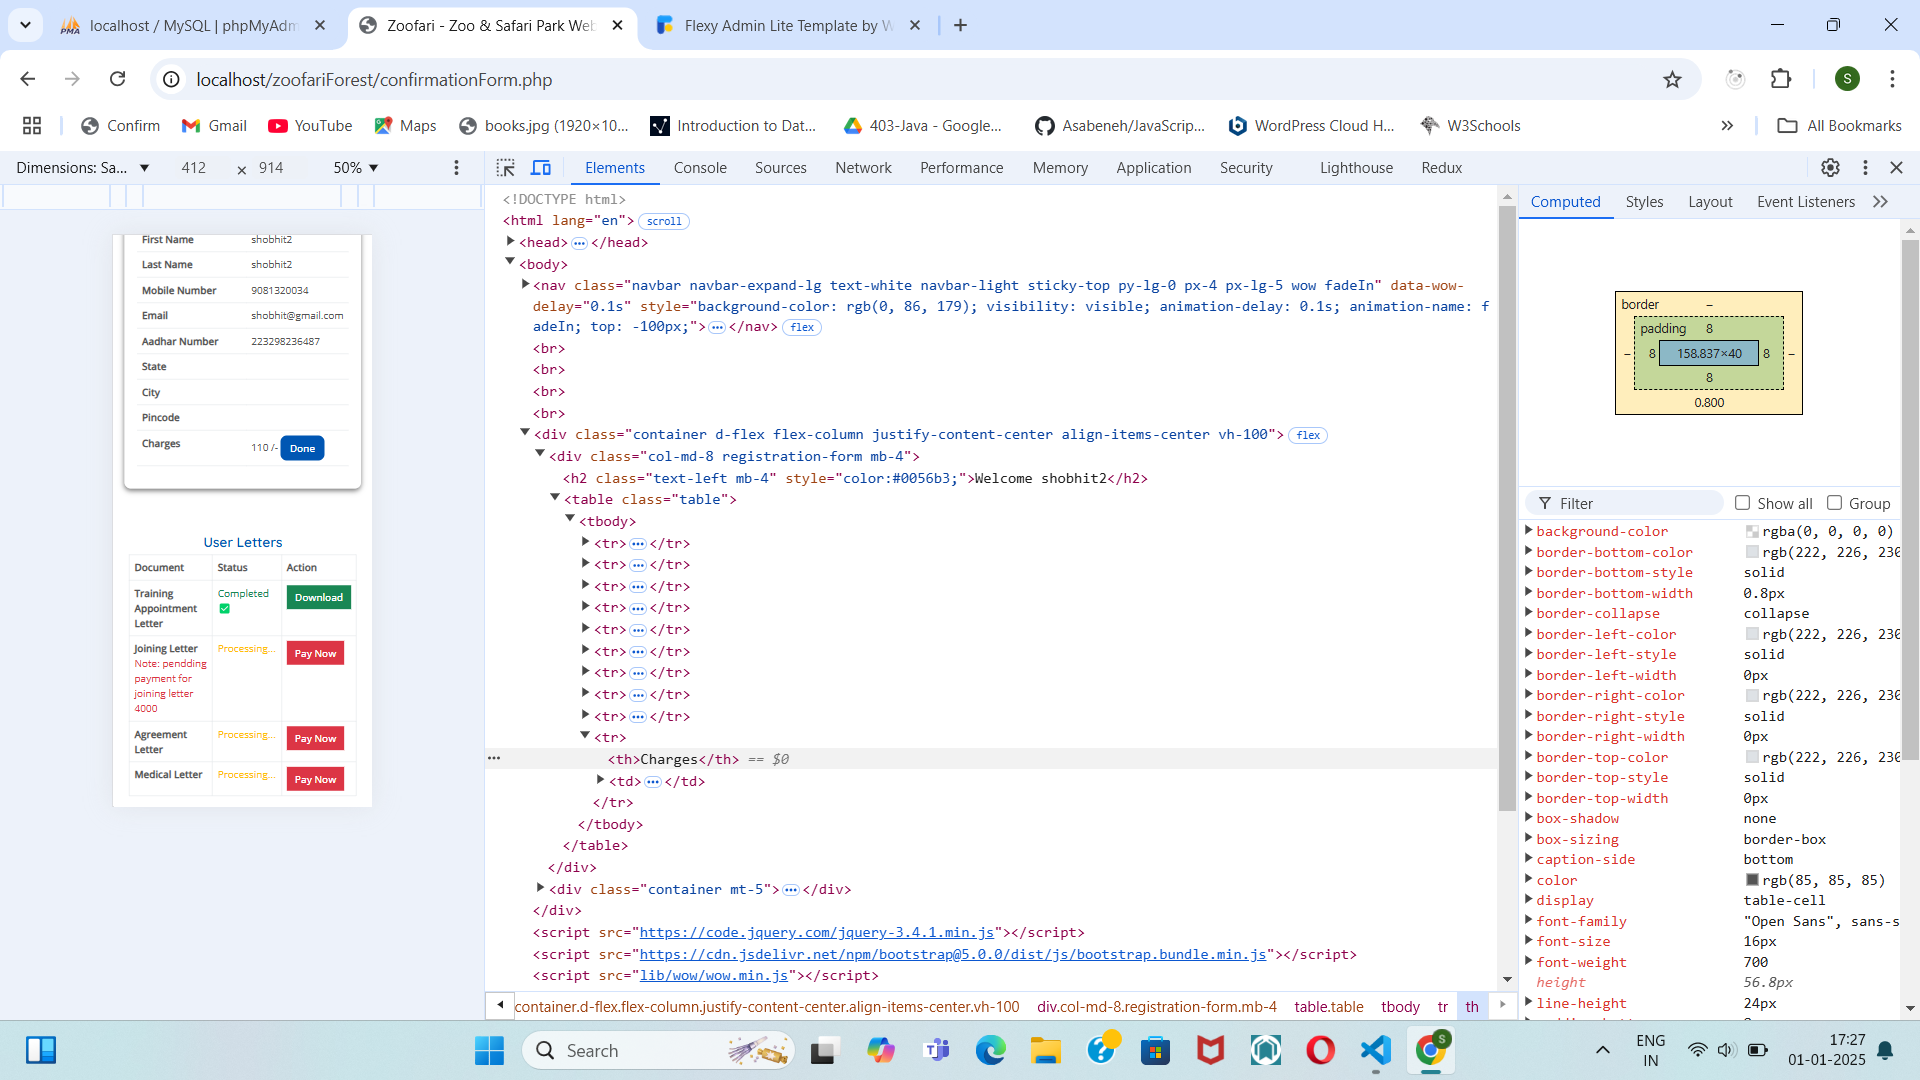 localhost / MySQL | phpMyAdm
Zoofari - Zoo & Safari Park Web
Flexy Admin Lite Template by W
localhost/zoofariForest/confirmationForm.php
S
Confirm
Gmail
YouTube
Maps
books.jpg (1920×10...
Introduction to Dat...
403-Java - Google...
Asabeneh/JavaScrip...
WordPress Cloud H...
W3Schools
All Bookmarks
Dimensions: Sa...
412
x
914
50%
Elements
Console
Sources
Network
Performance
Memory
Application
Security
Lighthouse
Redux
First Name shobhit2
Last Name shobhit2
Mobile Number 9081320034
Email shobhit@gmail.com
Aadhar Number 223298236487
State
City
Pincode
Charges 110 /- Done
User Letters
Document Status Action
Training Appointment Letter Completed ✅ Download
Joining Letter Processing... Pay Now
Note: pendding payment for joining letter 4000
Agreement Letter Processing... Pay Now
Medical Letter Processing... Pay Now
<!DOCTYPE html>
<html lang="en"> scroll
<head> ... </head>
<body>
<nav class="navbar navbar-expand-lg text-white navbar-light sticky-top py-lg-0 px-4 px-lg-5 wow fadeIn" data-wow-
delay="0.1s" style="background-color: rgb(0, 86, 179); visibility: visible; animation-delay: 0.1s; animation-name: f
adeIn; top: -100px;"> ... </nav> flex
<br>
<br>
<br>
<br>
<div class="container d-flex flex-column justify-content-center align-items-center vh-100"> flex
<div class="col-md-8 registration-form mb-4">
<h2 class="text-left mb-4" style="color:#0056b3;">Welcome shobhit2</h2>
<table class="table">
<tbody>
<tr> ... </tr>
<tr> ... </tr>
<tr> ... </tr>
<tr> ... </tr>
<tr> ... </tr>
<tr> ... </tr>
<tr> ... </tr>
<tr> ... </tr>
<tr> ... </tr>
<tr>
... <th>Charges</th> == $0
<td> ... </td>
</tr>
</tbody>
</table>
</div>
<div class="container mt-5"> ... </div>
</div>
<script src="https://code.jquery.com/jquery-3.4.1.min.js"></script>
<script src="https://cdn.jsdelivr.net/npm/bootstrap@5.0.0/dist/js/bootstrap.bundle.min.js"></script>
<script src="lib/wow/wow.min.js"></script>
container.d-flex.flex-column.justify-content-center.align-items-center.vh-100
div.col-md-8.registration-form.mb-4
table.table
tbody
tr
th
Computed
Styles
Layout
Event Listeners
border –
padding 8
– 8 158.837×40 8 –
8
0.800
Filter
Show all
Group
background-color rgba(0, 0, 0, 0)
border-bottom-color rgb(222, 226, 230
border-bottom-style solid
border-bottom-width 0.8px
border-collapse collapse
border-left-color rgb(222, 226, 230
border-left-style solid
border-left-width 0px
border-right-color rgb(222, 226, 230
border-right-style solid
border-right-width 0px
border-top-color rgb(222, 226, 230
border-top-style solid
border-top-width 0px
box-shadow none
box-sizing border-box
caption-side bottom
color rgb(85, 85, 85)
display table-cell
font-family "Open Sans", sans-s
font-size 16px
font-weight 700
height 56.8px
line-height 24px
Search
ENG
IN
17:27
01-01-2025